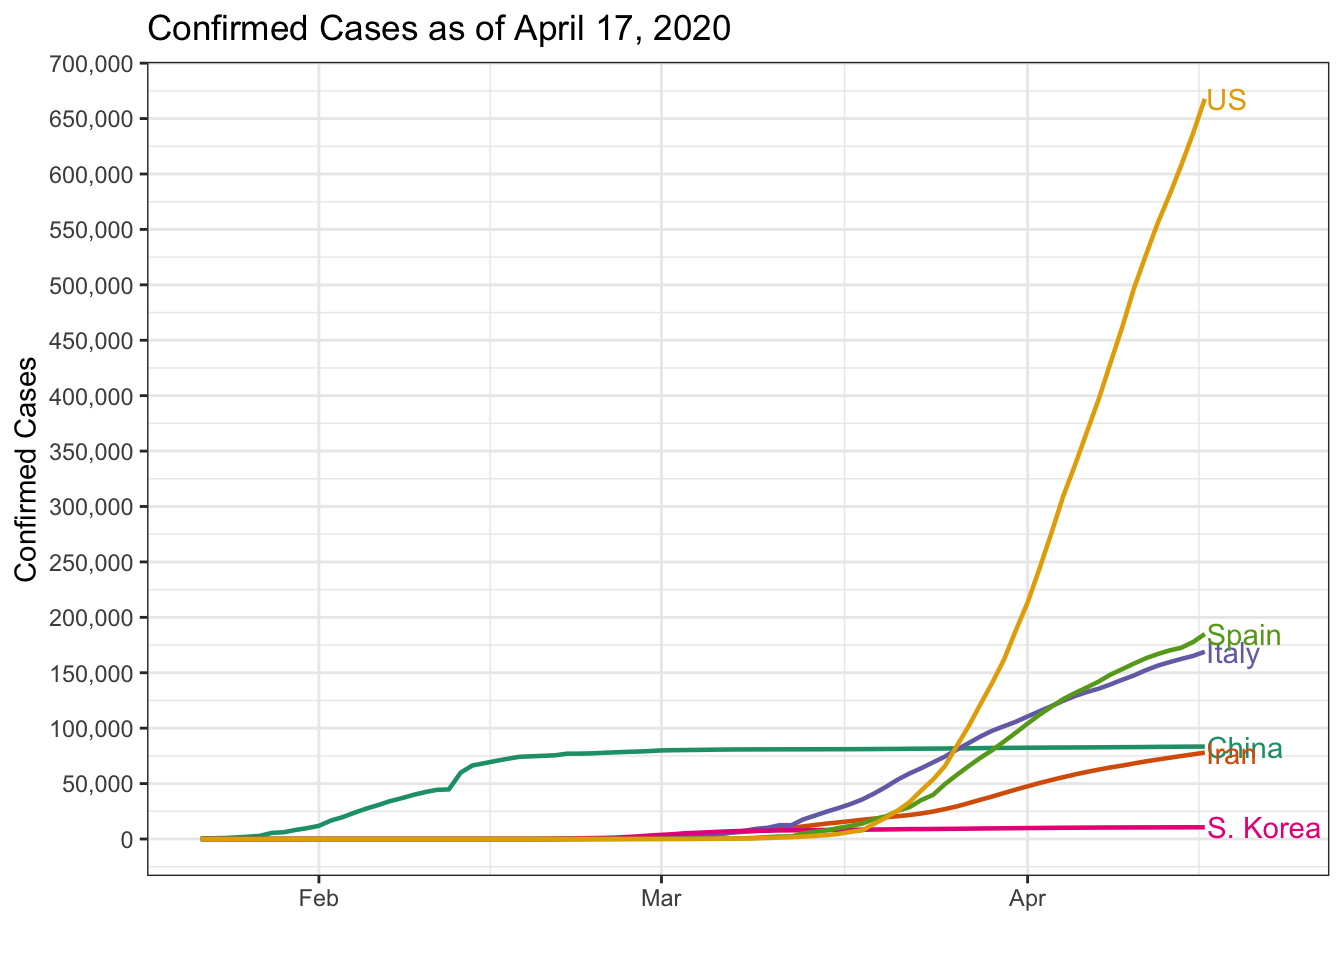 Confirmed Cases as of April 17, 2020
Confirmed Cases
700,000
650,000
600,000
550,000
500,000
450,000
400,000
350,000
300,000
250,000
200,000
150,000
100,000
50,000
0
US
Spain
Italy
China
Iran
S. Korea
Feb Mar Apr